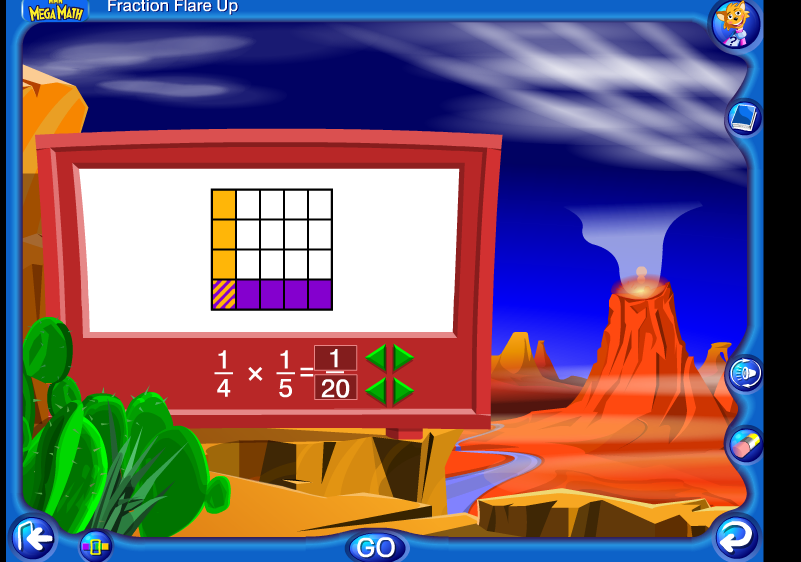 MEGA MATH
Fraction Flare Up
1/4 × 1/5 = 1/20
GO